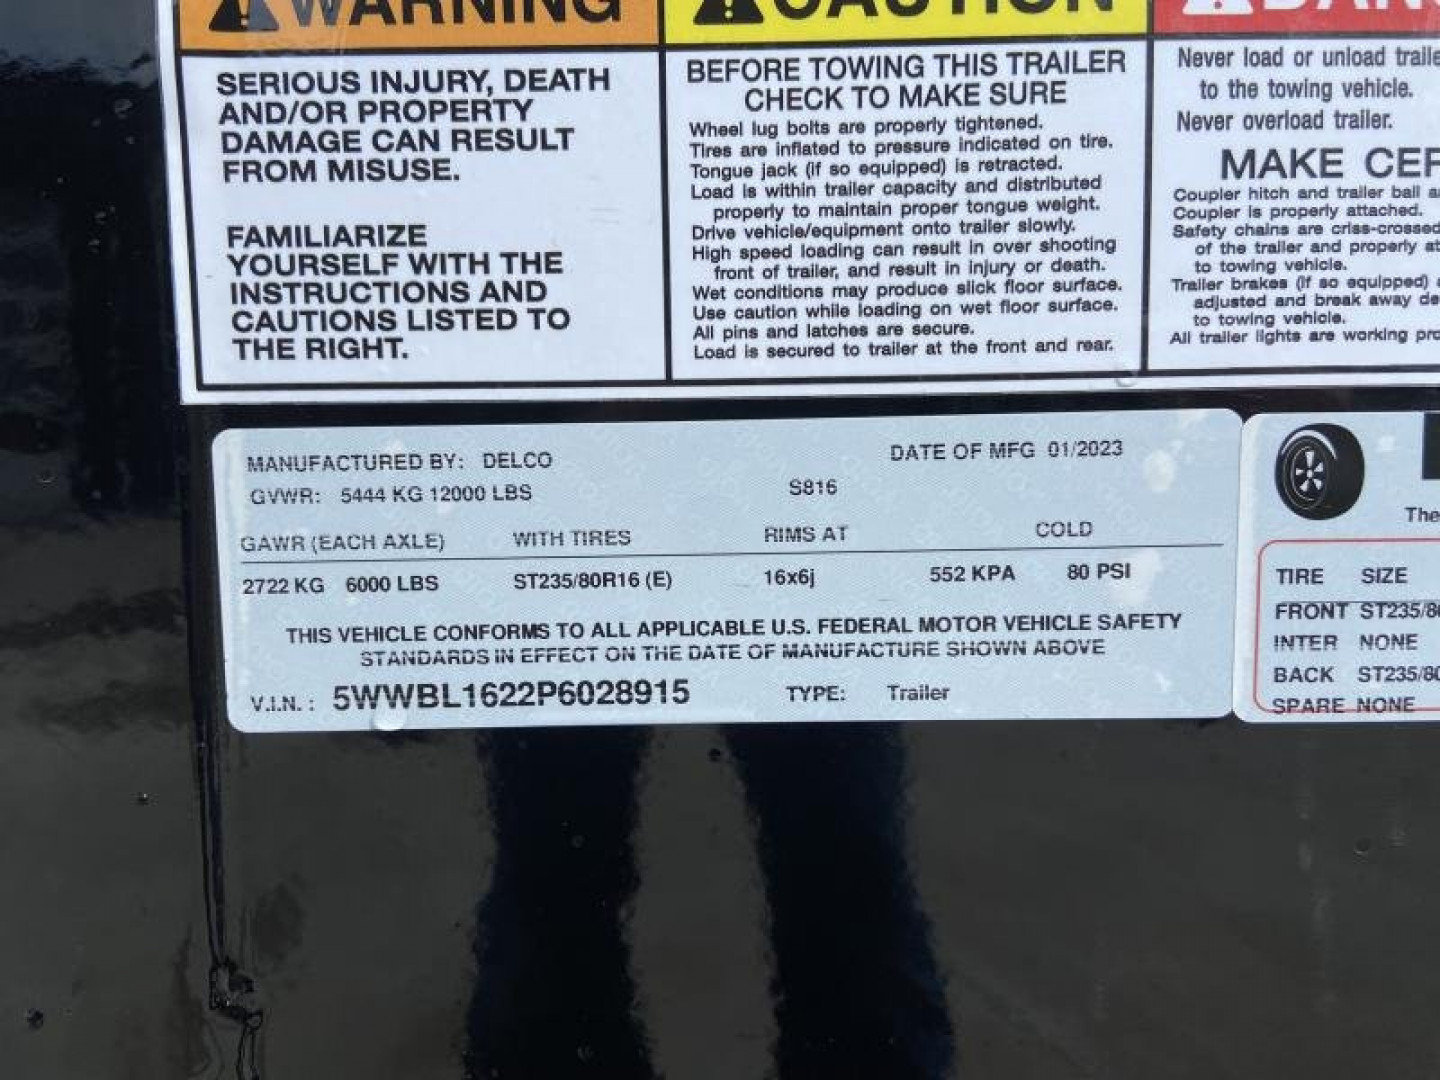 WARNING
SERIOUS INJURY, DEATH
AND/OR PROPERTY
DAMAGE CAN RESULT
FROM MISUSE.
FAMILIARIZE
YOURSELF WITH THE
INSTRUCTIONS AND
CAUTIONS LISTED TO
THE RIGHT.
CAUTION
BEFORE TOWING THIS TRAILER
CHECK TO MAKE SURE
Wheel lug bolts are properly tightened.
Tires are inflated to pressure indicated on tire.
Tongue jack (if so equipped) is retracted.
Load is within trailer capacity and distributed
properly to maintain proper tongue weight.
Drive vehicle/equipment onto trailer slowly.
High speed loading can result in over shooting
front of trailer, and result in injury or death.
Wet conditions may produce slick floor surface.
Use caution while loading on wet floor surface.
All pins and latches are secure.
Load is secured to trailer at the front and rear.
DANG
Never load or unload traile
to the towing vehicle.
Never overload trailer.
MAKE CER
Coupler hitch and trailer ball a
Coupler is properly attached.
Safety chains are criss-crossed
of the trailer and properly at
to towing vehicle.
Trailer brakes (if so equipped) a
adjusted and break away de
to towing vehicle.
All trailer lights are working pro
MANUFACTURED BY: DELCO DATE OF MFG 01/2023
GVWR: 5444 KG 12000 LBS S816
GAWR (EACH AXLE) WITH TIRES RIMS AT COLD
2722 KG 6000 LBS ST235/80R16 (E) 16x6j 552 KPA 80 PSI
THIS VEHICLE CONFORMS TO ALL APPLICABLE U.S. FEDERAL MOTOR VEHICLE SAFETY
STANDARDS IN EFFECT ON THE DATE OF MANUFACTURE SHOWN ABOVE
V.I.N. : 5WWBL1622P6028915 TYPE: Trailer
The
TIRE SIZE
FRONT ST235/80
INTER NONE
BACK ST235/80
SPARE NONE